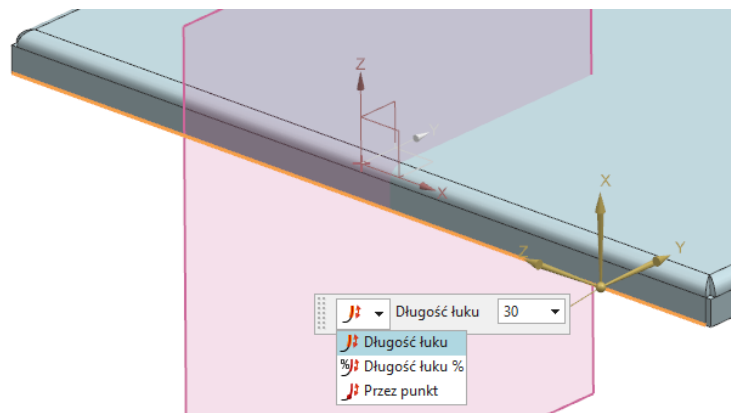 Z
Y
X
X
Y
Z
Długość łuku 30
Długość łuku
% Długość łuku %
Przez punkt